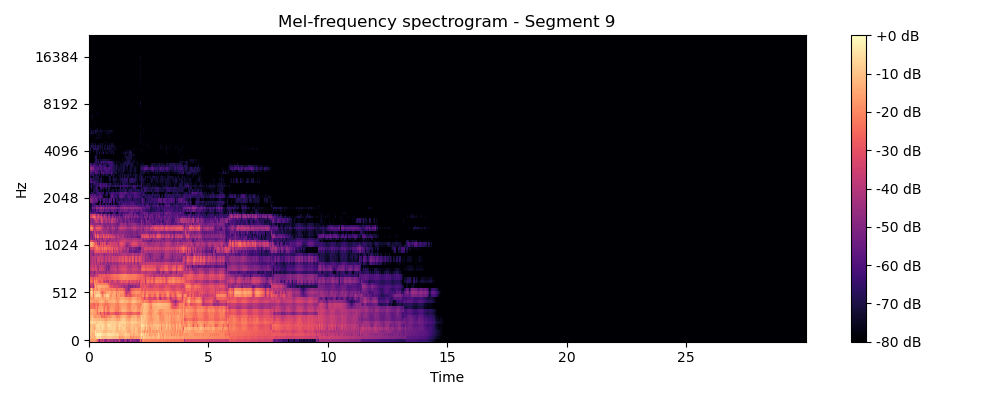 Mel-frequency spectrogram - Segment 9
Hz
16384
8192
4096
2048
1024
512
0
0 5 10 15 20 25
Time
+0 dB
-10 dB
-20 dB
-30 dB
-40 dB
-50 dB
-60 dB
-70 dB
-80 dB